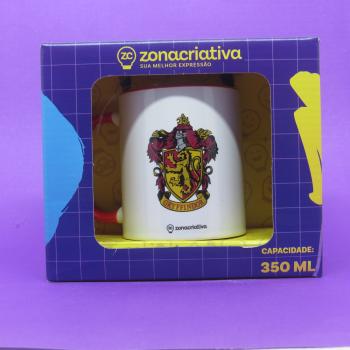 ZC zonacriativa
SUA MELHOR EXPRESSÃO
GRYFFINDOR
zonacriativa
CAPACIDADE:
350 ML